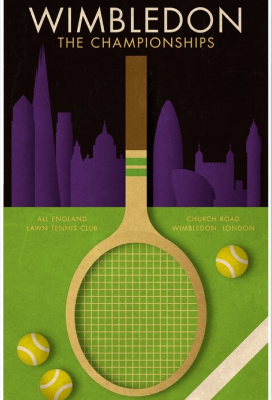 WIMBLEDON
THE CHAMPIONSHIPS
ALL ENGLAND
LAWN TENNIS CLUB
CHURCH ROAD
WIMBLEDON, LONDON